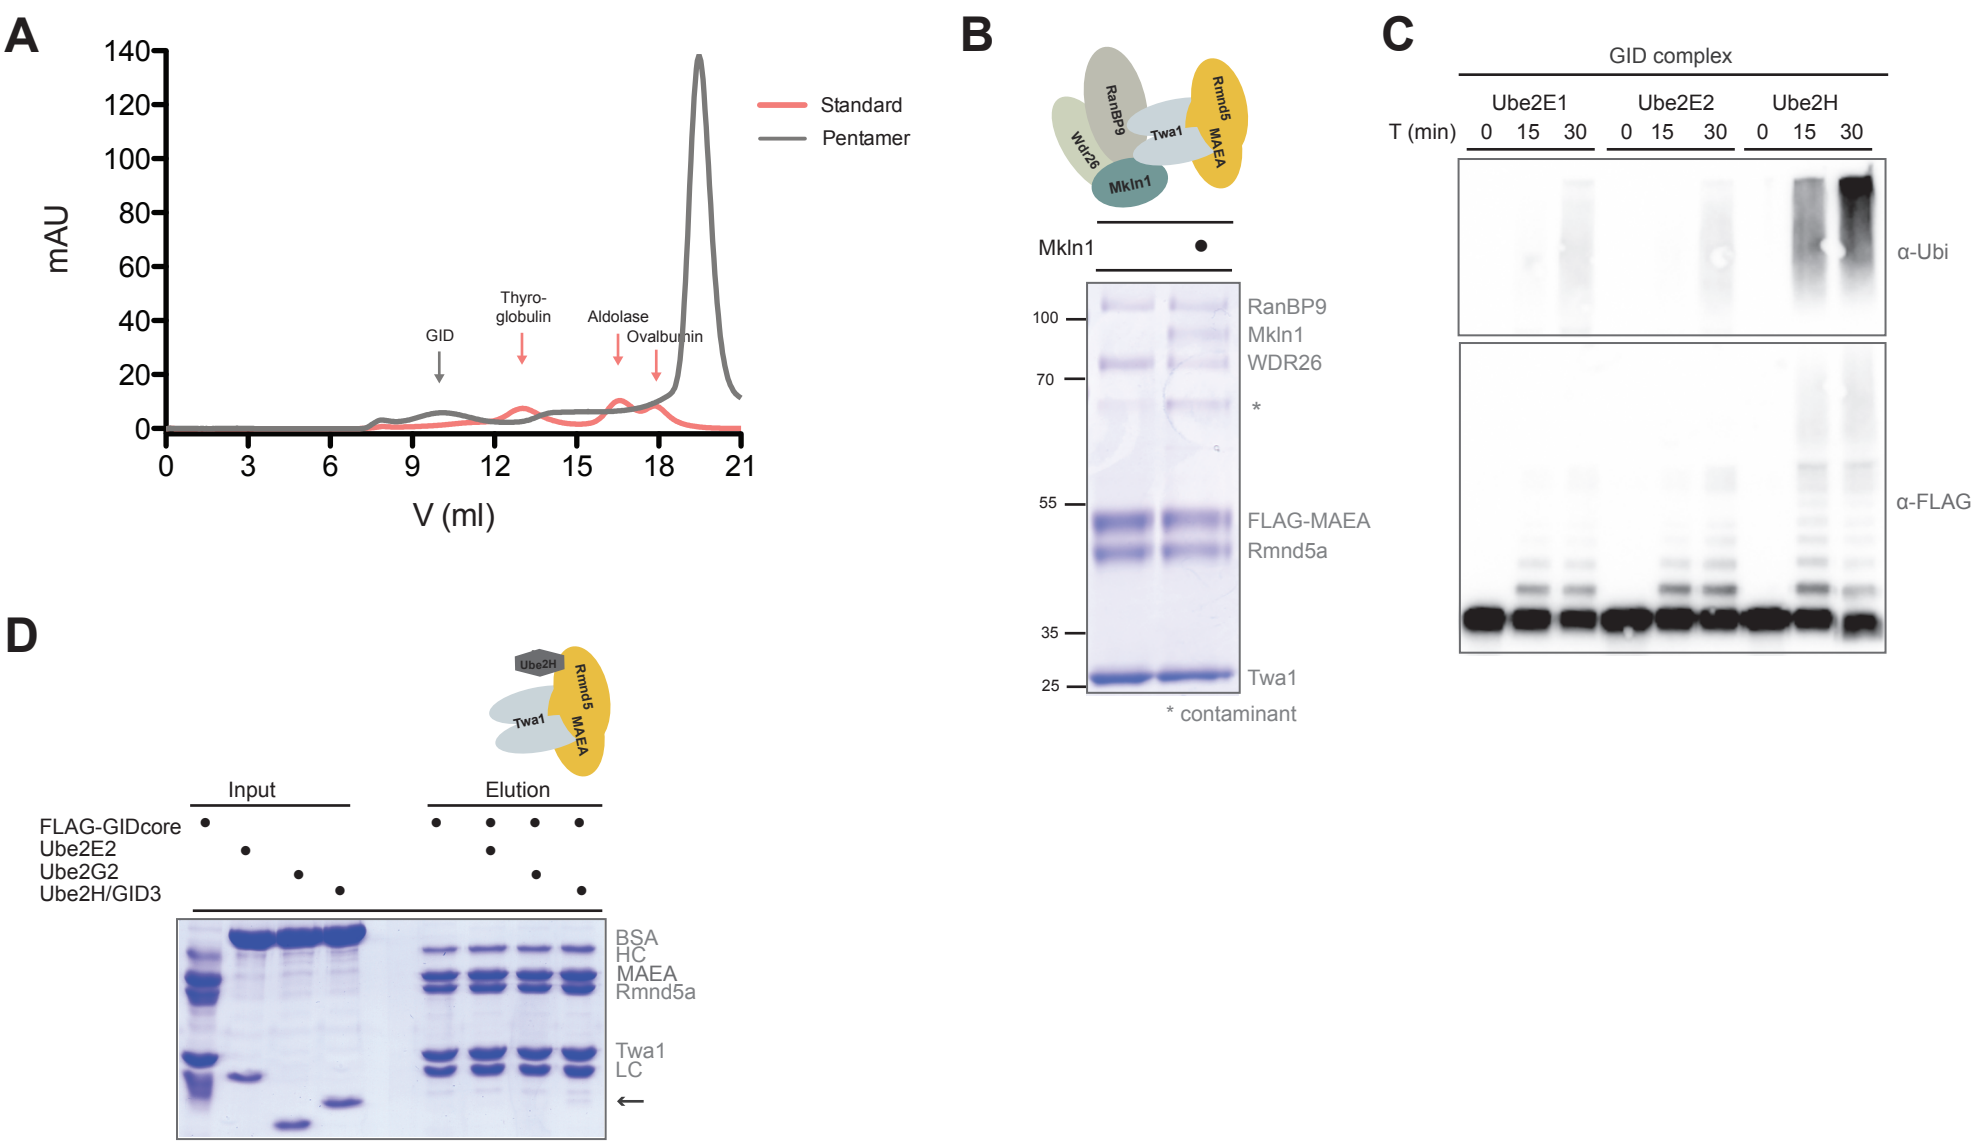 A
140
120
100
80
60
40
20
0
mAU
0 3 6 9 12 15 18 21
V (ml)
Standard
Pentamer
GID
Thyro-
globulin
Aldolase
Ovalbumin
B
RanBP9
Wdr26
Twa1
Mkln1
Rmnd5
MAEA
Mkln1
100
70
55
35
25
RanBP9
Mkln1
WDR26
*
FLAG-MAEA
Rmnd5a
Twa1
* contaminant
C
GID complex
Ube2E1 Ube2E2 Ube2H
T (min) 0 15 30 0 15 30 0 15 30
α-Ubi
α-FLAG
D
Ube2H
Rmnd5
Twa1
MAEA
Input Elution
FLAG-GIDcore
Ube2E2
Ube2G2
Ube2H/GID3
BSA
HC
MAEA
Rmnd5a
Twa1
LC